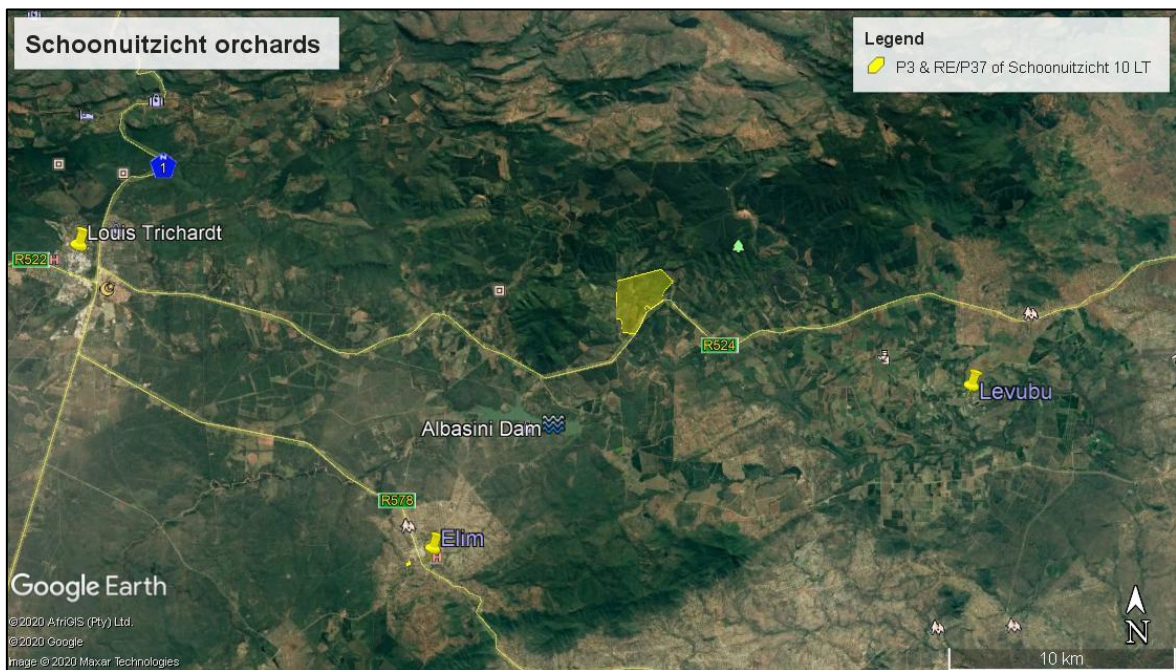 Schoonuitzicht orchards
Legend
P3 & RE/P37 of Schoonuitzicht 10 LT
N
1
Louis Trichardt
R522
H
R524
Levubu
Albasini Dam
R578
Elim
H
Google Earth
©2020 AfriGIS (Pty) Ltd.
©2020 Google
Image © 2020 Maxar Technologies
N
10 km